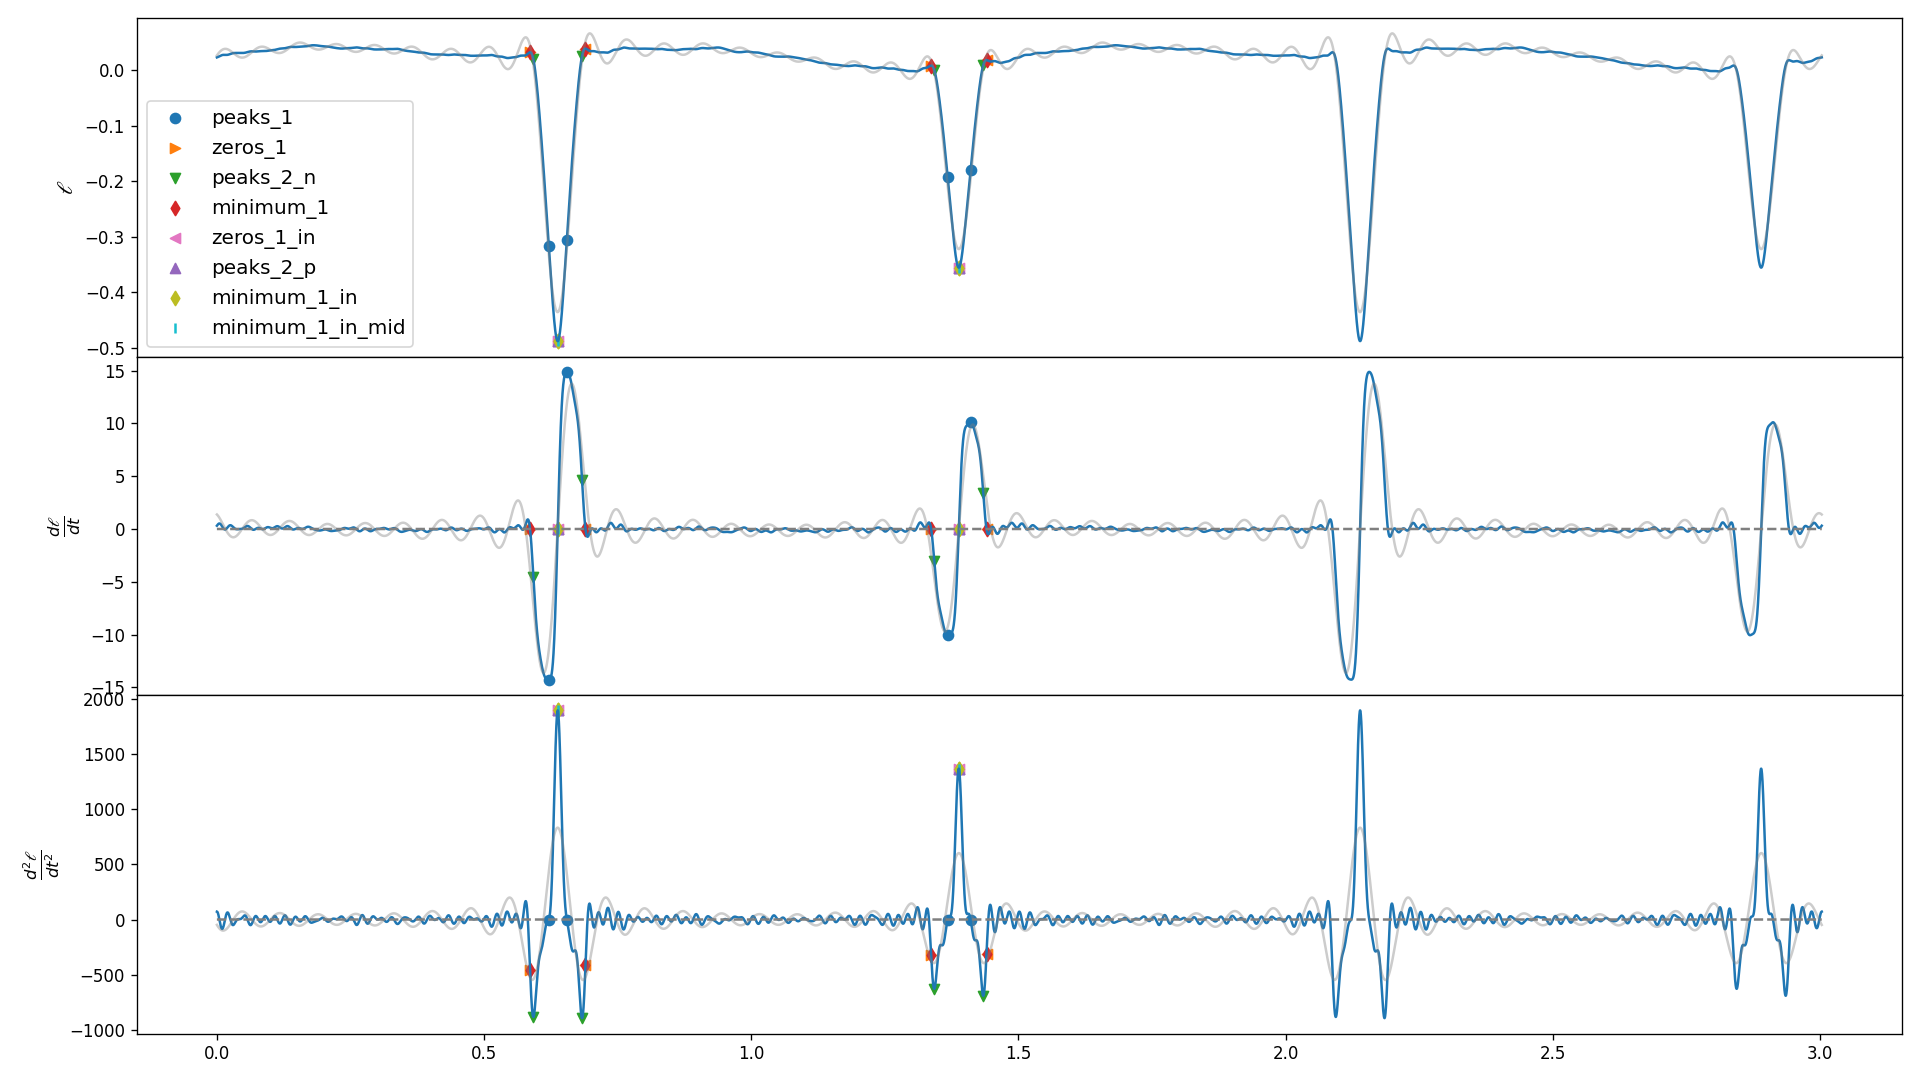 0.0
−0.1
−0.2
−0.3
−0.4
−0.5
ℓ
peaks_1
zeros_1
peaks_2_n
minimum_1
zeros_1_in
peaks_2_p
minimum_1_in
minimum_1_in_mid
15
10
5
0
−5
−10
−15
dℓ
dt
2000
1500
1000
500
0
−500
−1000
d²ℓ
dt²
0.0 0.5 1.0 1.5 2.0 2.5 3.0